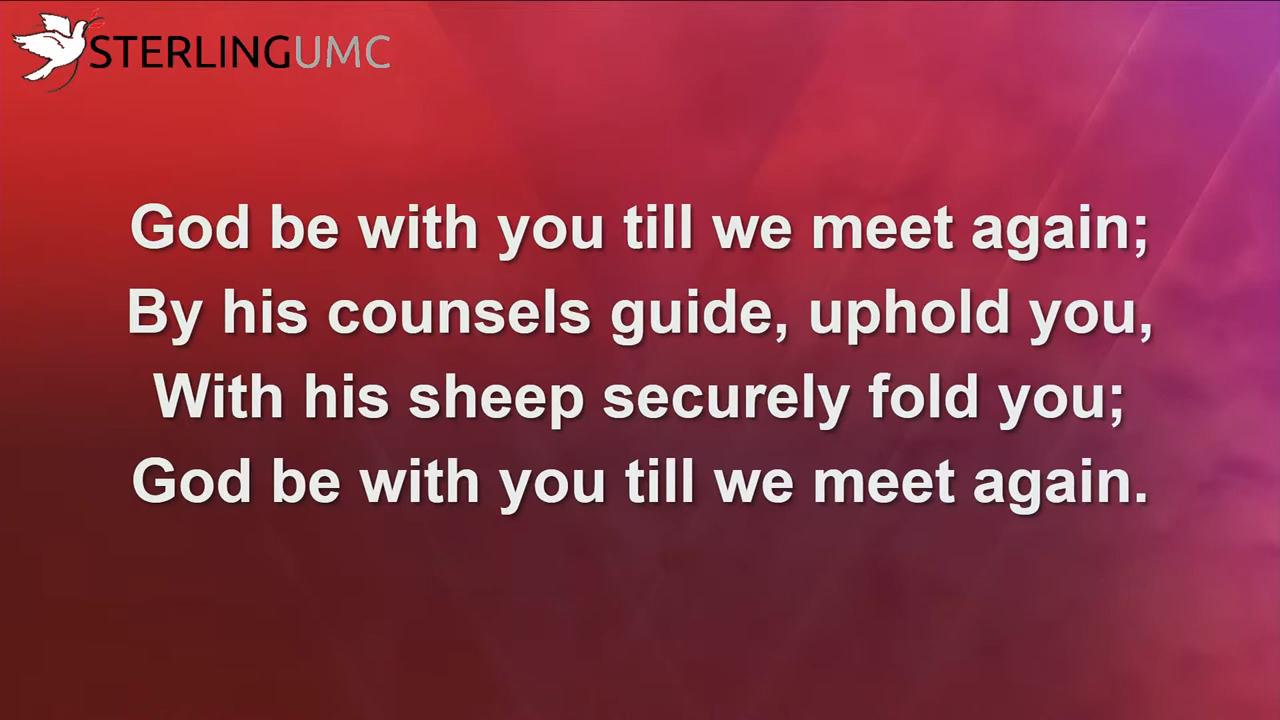 STERLINGUMC
God be with you till we meet again;
By his counsels guide, uphold you,
With his sheep securely fold you;
God be with you till we meet again.